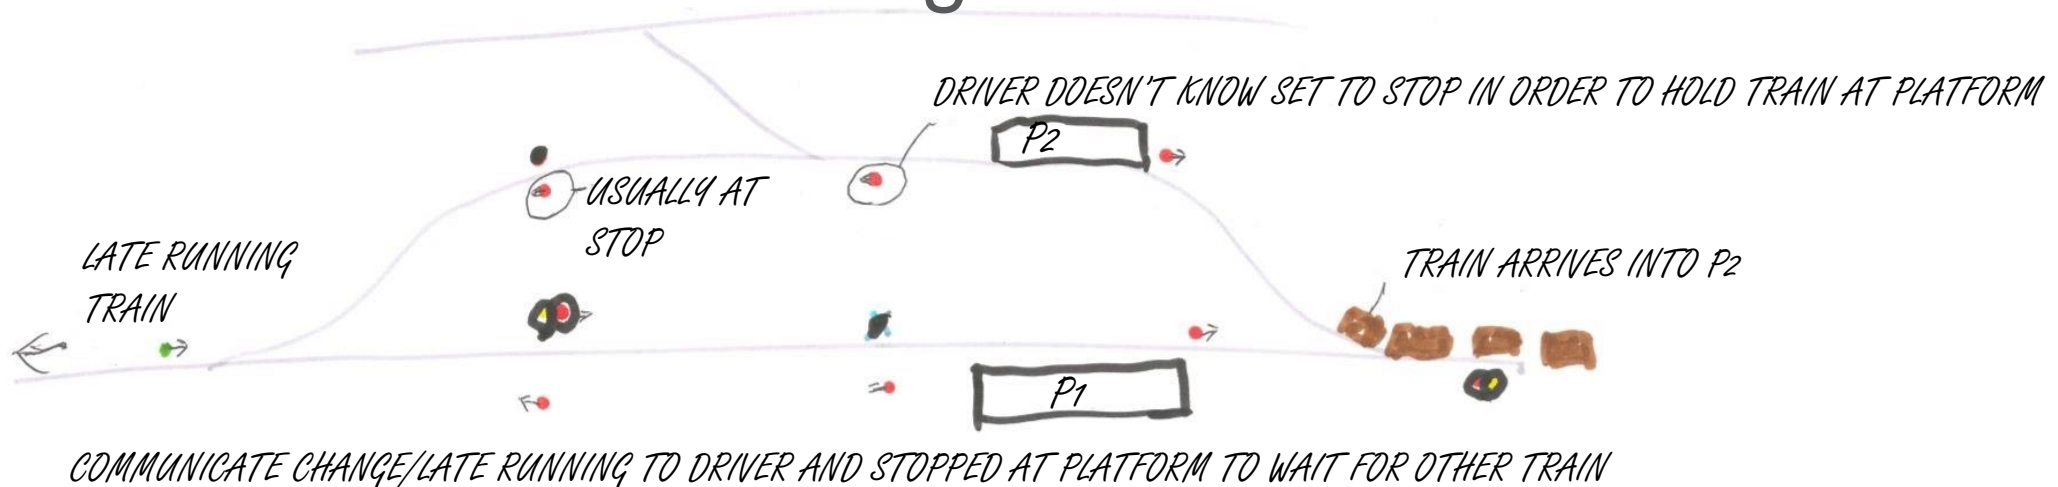 DRIVER DOESN'T KNOW SET TO STOP IN ORDER TO HOLD TRAIN AT PLATFORM
P2
USUALLY AT
STOP
LATE RUNNING
TRAIN
TRAIN ARRIVES INTO P2
P1
COMMUNICATE CHANGE/LATE RUNNING TO DRIVER AND STOPPED AT PLATFORM TO WAIT FOR OTHER TRAIN